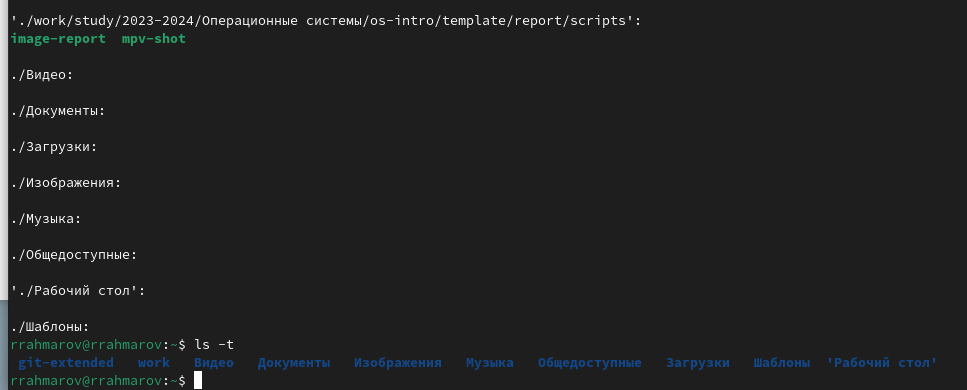 './work/study/2023-2024/Операционные системы/os-intro/template/report/scripts':
image-report  mpv-shot
./Видео:
./Документы:
./Загрузки:
./Изображения:
./Музыка:
./Общедоступные:
'./Рабочий стол':
./Шаблоны:
rrahmarov@rrahmarov:~$ ls -t
git-extended   work   Видео   Документы   Изображения   Музыка   Общедоступные   Загрузки   Шаблоны  'Рабочий стол'
rrahmarov@rrahmarov:~$